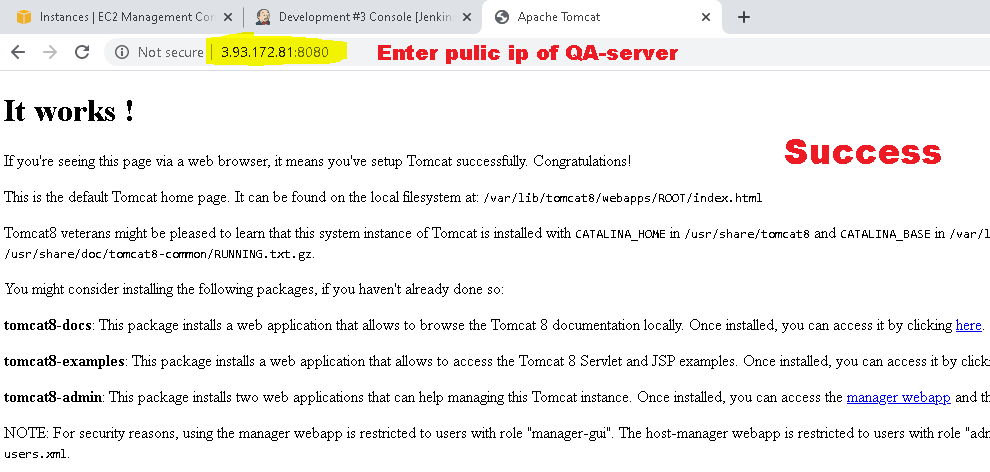 Instances | EC2 Management Con
Development #3 Console [Jenkins
Apache Tomcat
Not secure | 3.93.172.81:8080
Enter pulic ip of QA-server
It works !
Success
If you're seeing this page via a web browser, it means you've setup Tomcat successfully. Congratulations!
This is the default Tomcat home page. It can be found on the local filesystem at: /var/lib/tomcat8/webapps/ROOT/index.html
Tomcat8 veterans might be pleased to learn that this system instance of Tomcat is installed with CATALINA_HOME in /usr/share/tomcat8 and CATALINA_BASE in /var/l
/usr/share/doc/tomcat8-common/RUNNING.txt.gz.
You might consider installing the following packages, if you haven't already done so:
tomcat8-docs: This package installs a web application that allows to browse the Tomcat 8 documentation locally. Once installed, you can access it by clicking here.
tomcat8-examples: This package installs a web application that allows to access the Tomcat 8 Servlet and JSP examples. Once installed, you can access it by click
tomcat8-admin: This package installs two web applications that can help managing this Tomcat instance. Once installed, you can access the manager webapp and th
NOTE: For security reasons, using the manager webapp is restricted to users with role "manager-gui". The host-manager webapp is restricted to users with role "adm
users.xml.